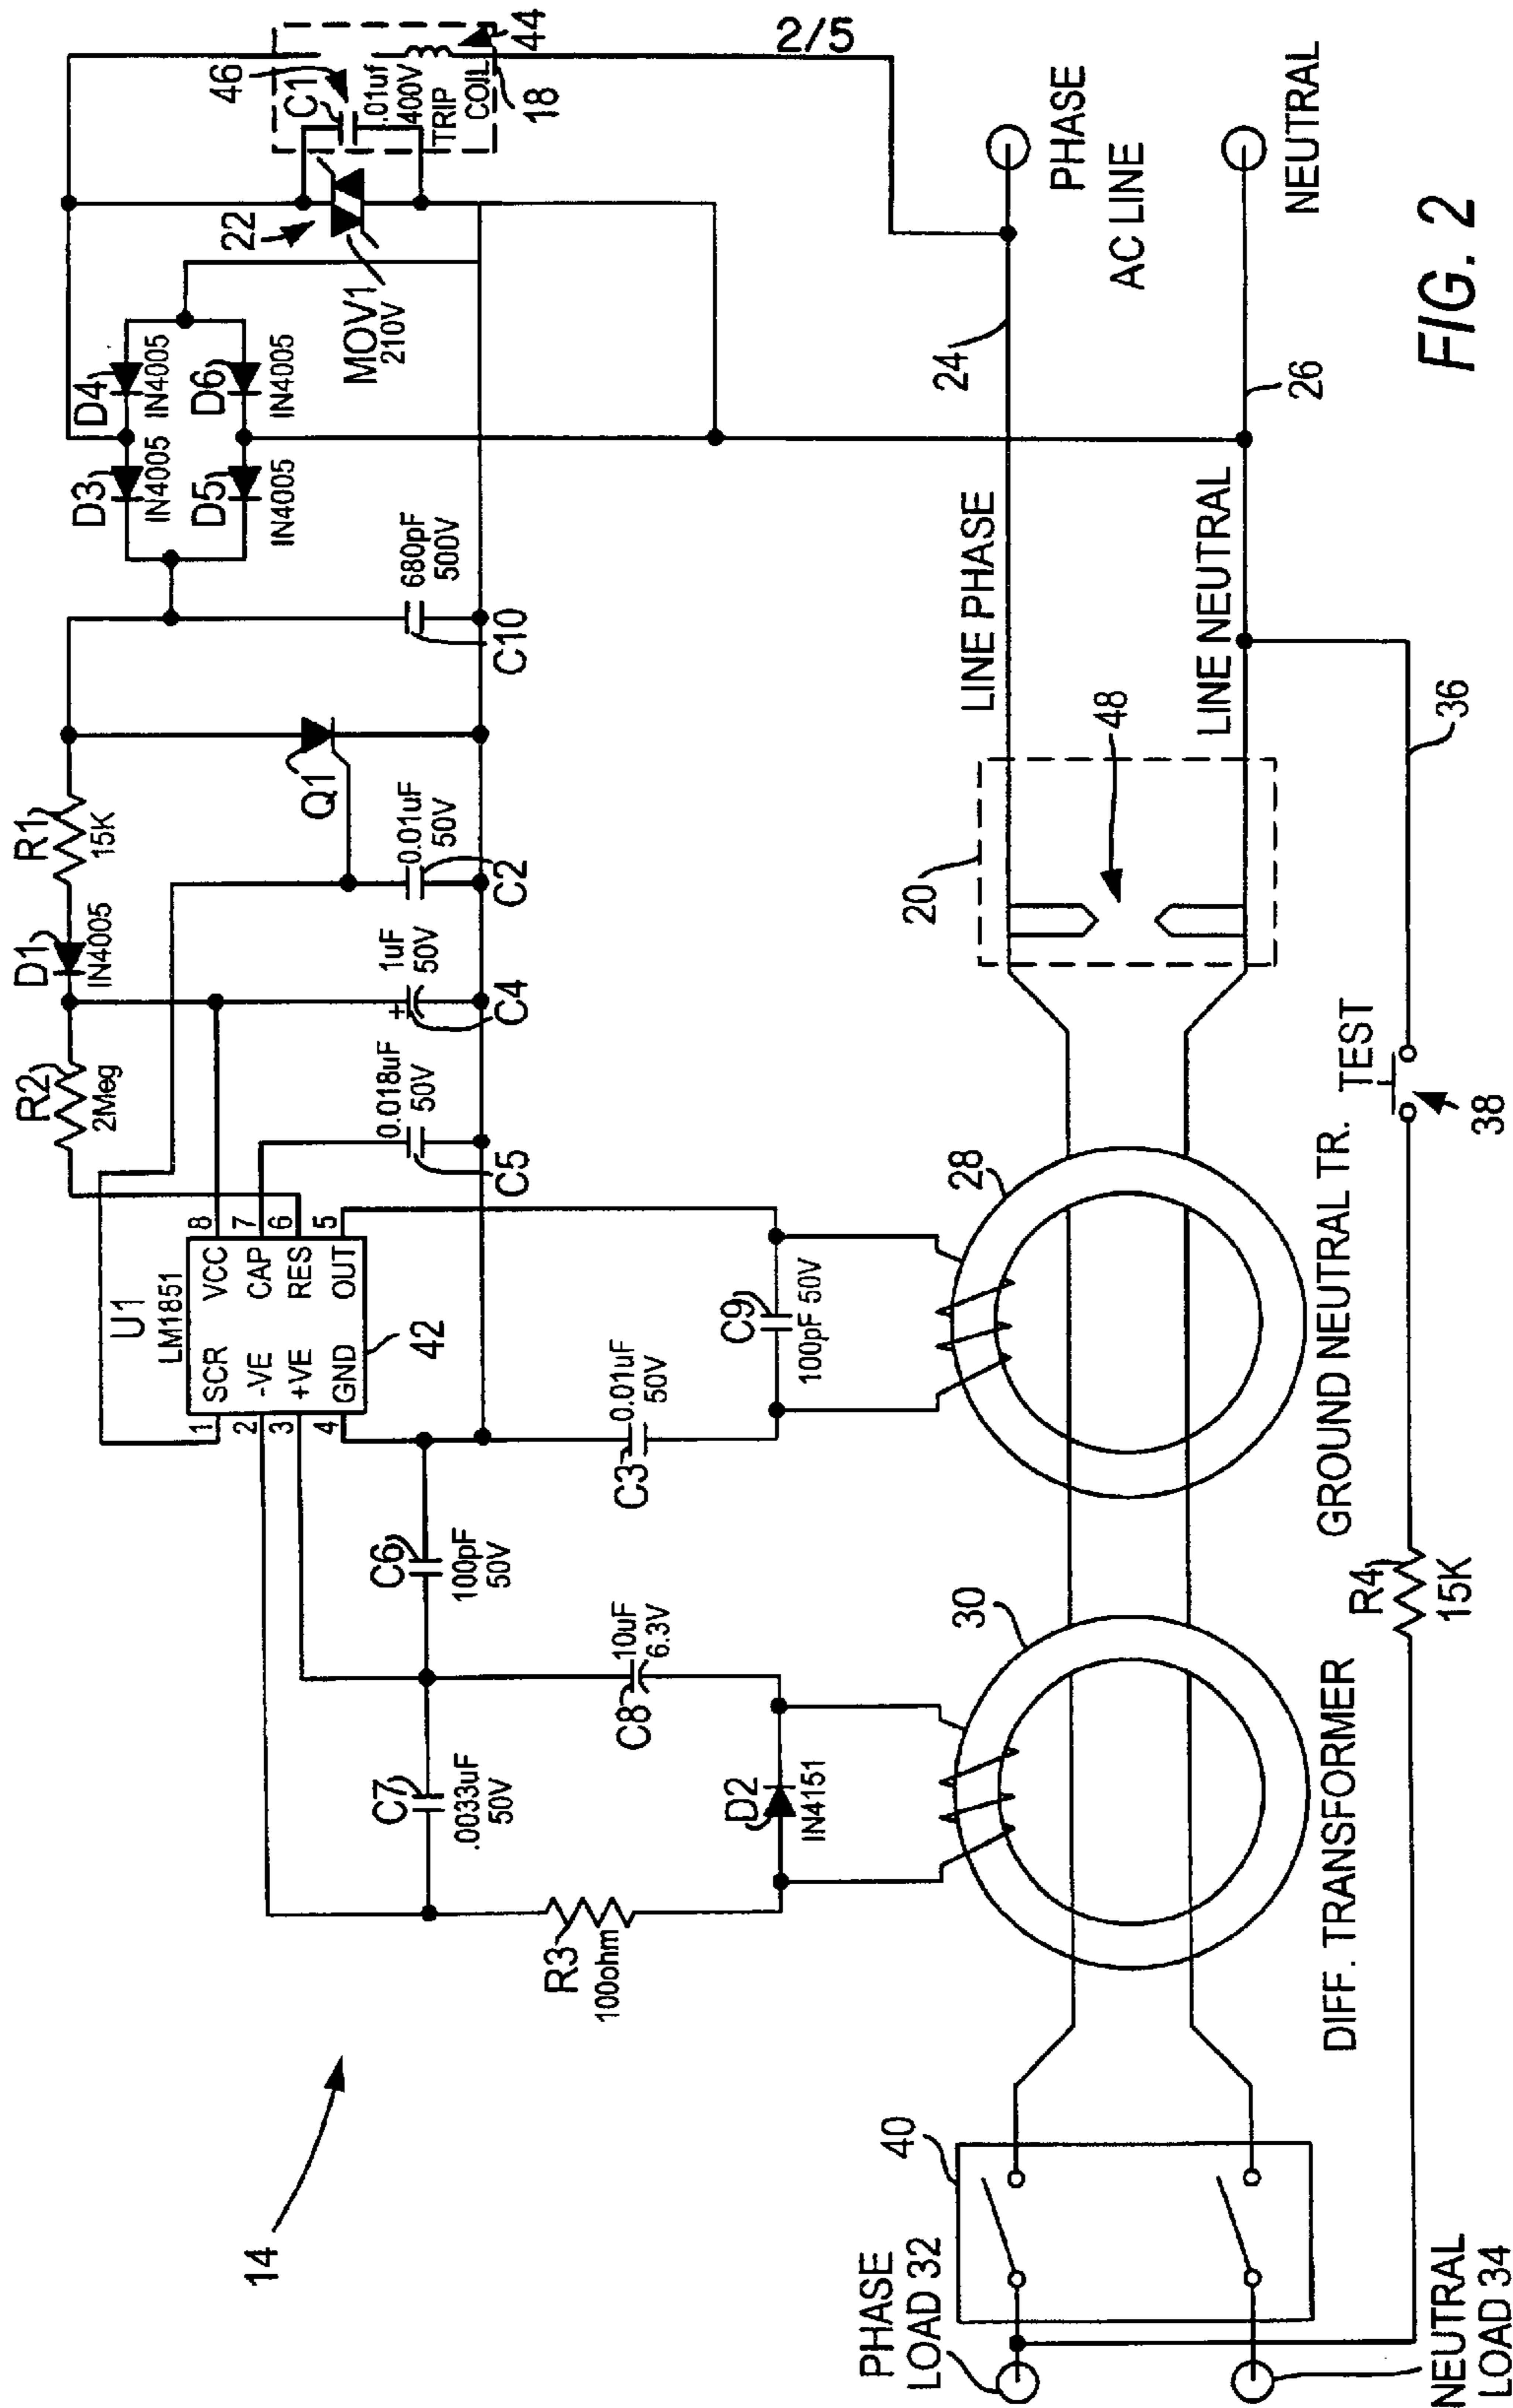 14
U1
LM1851
SCR
-VE
+VE
GND
VCC
CAP
RES
OUT
1
2
3
4
8
7
6
5
42
R2
2Meg
D1
IN4005
R1
15K
D3
IN4005
D4
IN4005
D5
IN4005
D6
IN4005
C5
0.018uF
50V
C4
+
1uF
50V
C2
0.01uF
50V
Q1
C10
680pF
500V
MOV1
210V
22
46
C1
.01uf
400V
TRIP
COIL
44
18
2/5
C7
.0033uF
50V
C6
100pF
50V
R3
100ohm
C8
10uF
6.3V
D2
IN4151
C3
0.01uF
50V
C9
100pF 50V
30
28
20
48
LINE PHASE
LINE NEUTRAL
24
26
PHASE
AC LINE
NEUTRAL
40
PHASE
LOAD 32
NEUTRAL
LOAD 34
DIFF. TRANSFORMER
GROUND NEUTRAL TR.
R4
15K
TEST
38
36
FIG. 2